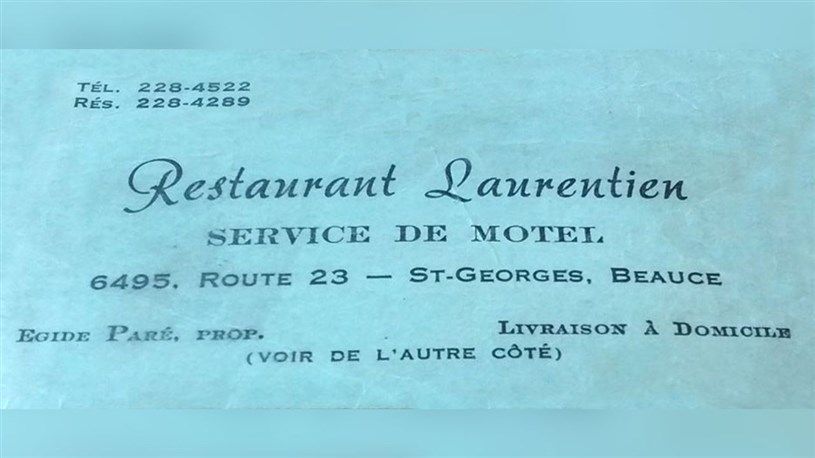 TÉL. 228-4522
RÉS. 228-4289
Restaurant Laurentien
SERVICE DE MOTEL
6495, ROUTE 23 — ST-GEORGES, BEAUCE
EGIDE PARÉ, PROP. LIVRAISON À DOMICILE
(VOIR DE L'AUTRE CÔTÉ)